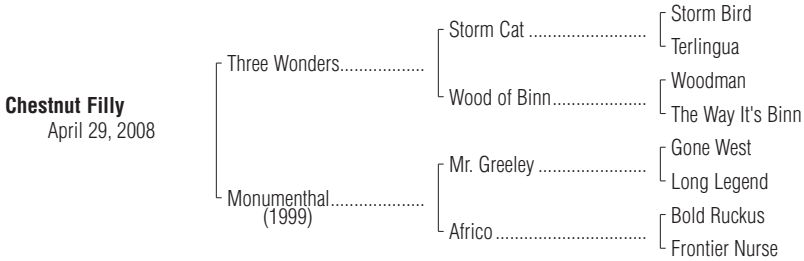 Storm Bird
Storm Cat ........................
Terlingua
Three Wonders.................
Woodman
Wood of Binn...................
The Way It's Binn
Chestnut Filly
April 29, 2008
Gone West
Mr. Greeley ......................
Long Legend
Monumenthal...................
(1999)
Bold Ruckus
Africo ..............................
Frontier Nurse